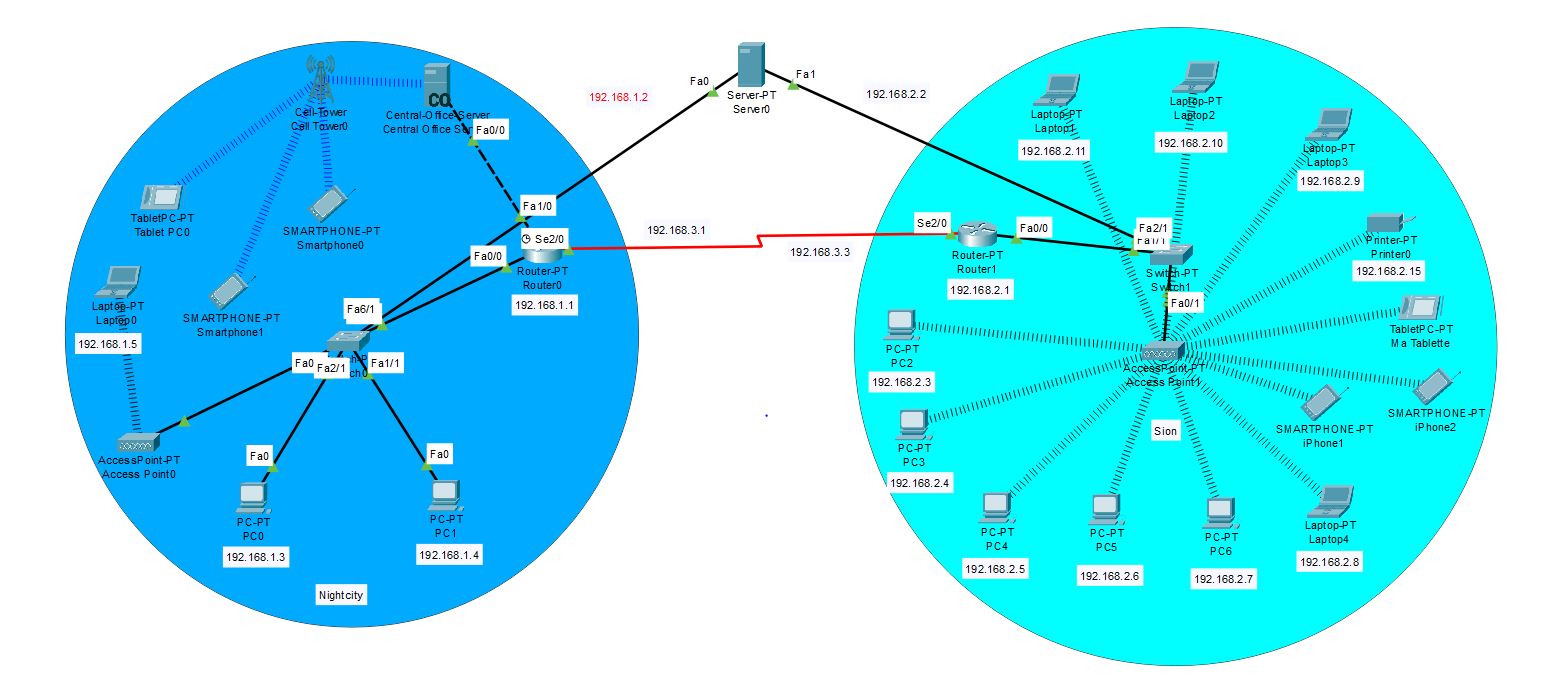 Fa0
Fa1
192.168.1.2
192.168.2.2
Server-PT
Server0
Cell-Tower
Cell Tower0
Central-Office-Server
Fa0/0
TabletPC-PT
Tablet PC0
SMARTPHONE-PT
Smartphone0
SMARTPHONE-PT
Smartphone1
Laptop-PT
Laptop0
192.168.1.5
Fa1/0
Se2/0
Fa0/0
Router-PT
Router0
192.168.1.1
Fa6/1
Fa0
Fa2/1
Fa1/1
AccessPoint-PT
Access Point0
Fa0
PC-PT
PC0
192.168.1.3
Fa0
PC-PT
PC1
192.168.1.4
Nightcity
192.168.3.1
192.168.3.3
Se2/0
Fa0/0
Router-PT
Router1
192.168.2.1
Laptop-PT
Laptop1
192.168.2.11
Laptop-PT
Laptop2
192.168.2.10
Laptop-PT
Laptop3
192.168.2.9
Fa2/1
Switch-PT
Switch1
Fa0/1
Printer-PT
Printer0
192.168.2.15
TabletPC-PT
Ma Tablette
SMARTPHONE-PT
iPhone2
SMARTPHONE-PT
iPhone1
AccessPoint-PT
Access Point1
Sion
PC-PT
PC2
192.168.2.3
PC-PT
PC3
192.168.2.4
PC-PT
PC4
192.168.2.5
PC-PT
PC5
192.168.2.6
PC-PT
PC6
192.168.2.7
Laptop-PT
Laptop4
192.168.2.8